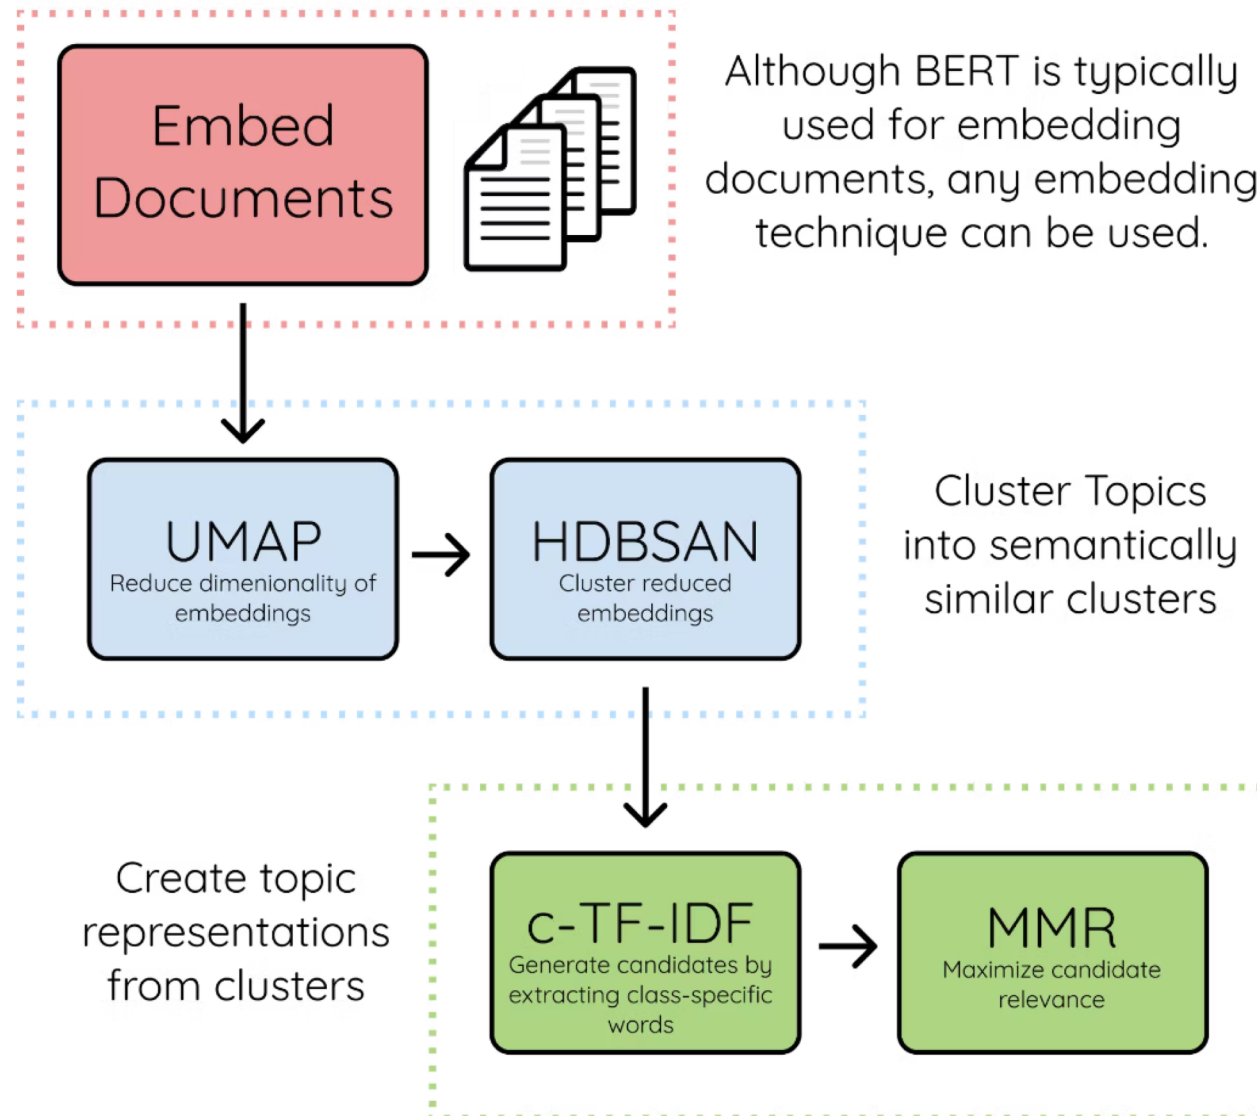 Embed
Documents
Although BERT is typically
used for embedding
documents, any embedding
technique can be used.
UMAP
Reduce dimenionality of
embeddings
HDBSAN
Cluster reduced
embeddings
Cluster Topics
into semantically
similar clusters
Create topic
representations
from clusters
c-TF-IDF
Generate candidates by
extracting class-specific
words
MMR
Maximize candidate
relevance